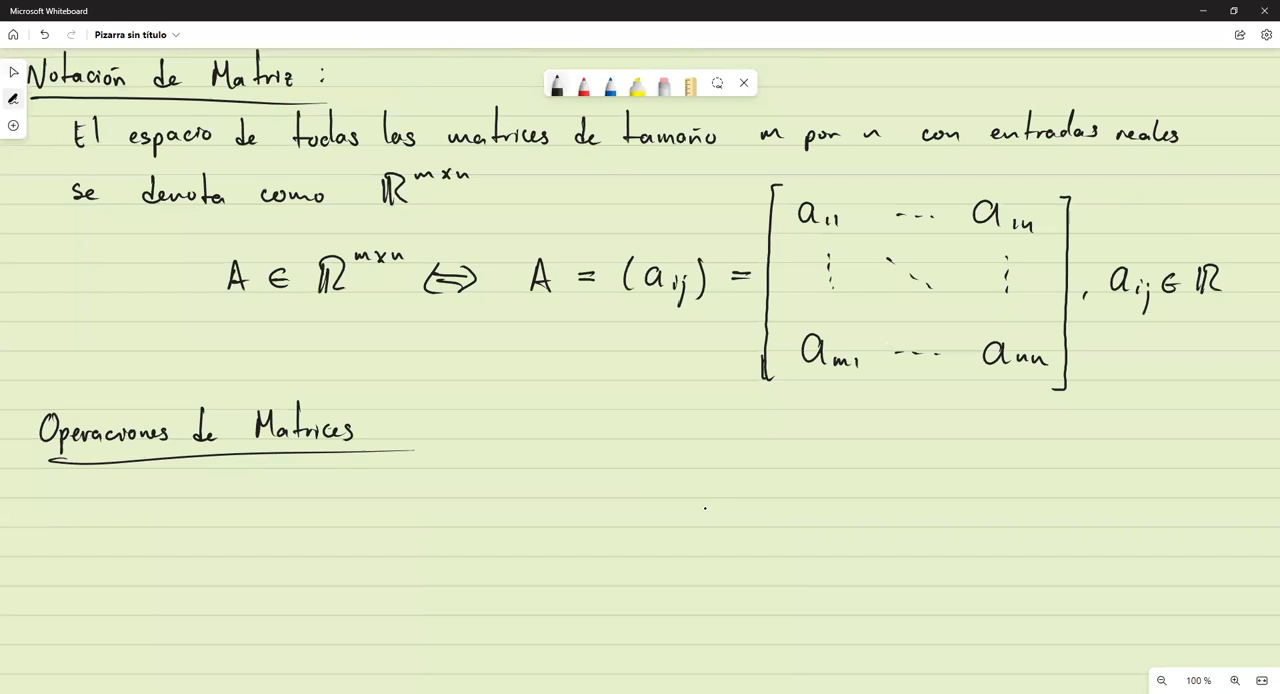 Microsoft Whiteboard
Pizarra sin título
Notación de Matriz :
El espacio de todas las matrices de tamaño m por n con entradas reales
se denota como ℝ^{m×n}
A ∈ ℝ^{m×n} ⟺ A = (a_{ij}) = [ a_{11} ... a_{1n} ⋮ ⋱ ⋮ a_{m1} ... a_{mn} ] , a_{ij} ∈ ℝ
Operaciones de Matrices
100 %